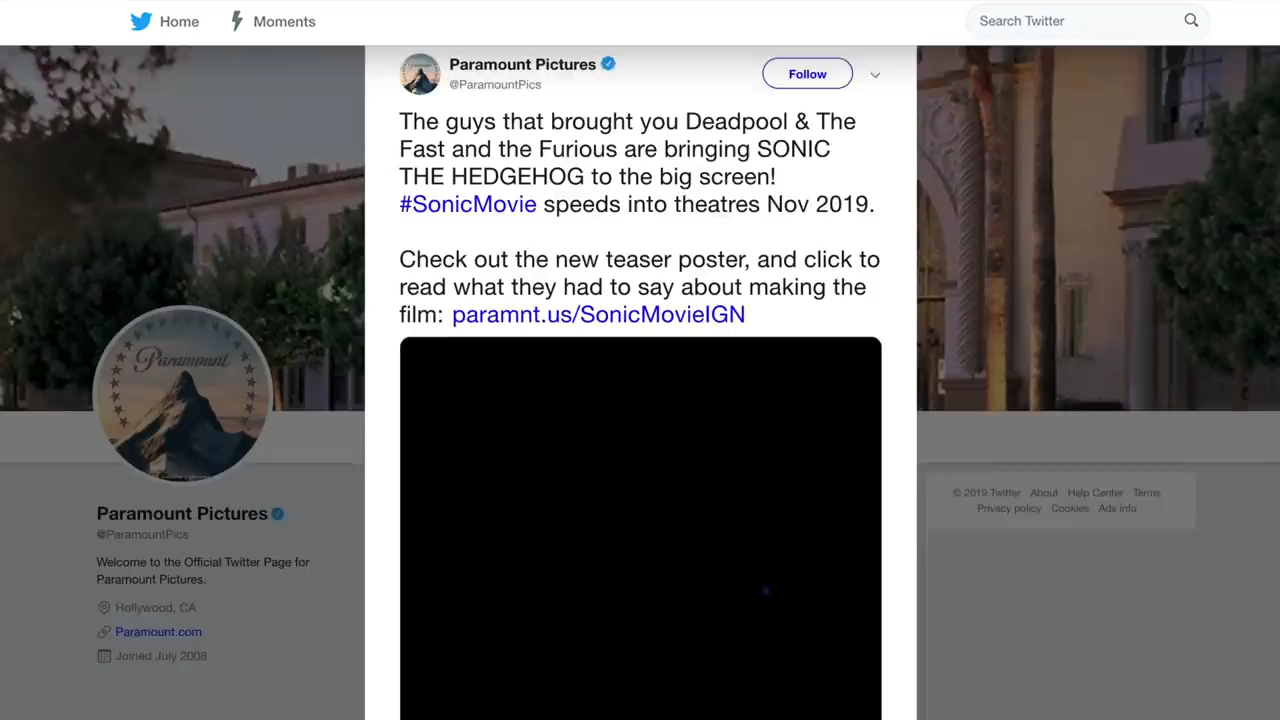 Home
Moments
Search Twitter
Paramount Pictures
@ParamountPics
Follow
The guys that brought you Deadpool & The
Fast and the Furious are bringing SONIC
THE HEDGEHOG to the big screen!
#SonicMovie speeds into theatres Nov 2019.
Check out the new teaser poster, and click to
read what they had to say about making the
film: paramnt.us/SonicMovieIGN
Paramount
Paramount Pictures
@ParamountPics
Welcome to the Official Twitter Page for
Paramount Pictures.
Hollywood, CA
Paramount.com
Joined July 2008
© 2019 Twitter About Help Center Terms
Privacy policy Cookies Ads info